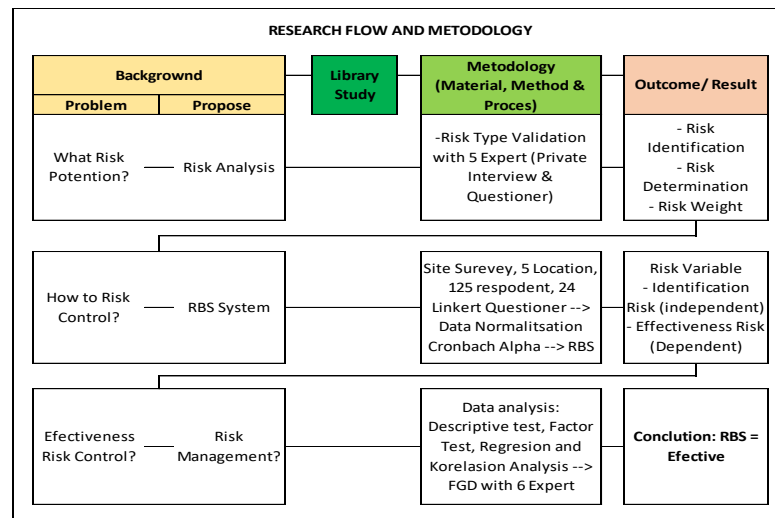 RESEARCH FLOW AND METODOLOGY
Backgrownd
Problem
Propose
Library
Study
Metodology
(Material, Method &
Proces)
Outcome/ Result
What Risk
Potention?
Risk Analysis
-Risk Type Validation
with 5 Expert (Private
Interview &
Questioner)
- Risk
Identification
- Risk
Determination
- Risk Weight
How to Risk
Control?
RBS System
Site Surevey, 5 Location,
125 respodent, 24
Linkert Questioner -->
Data Normalitsation
Cronbach Alpha --> RBS
Risk Variable
- Identification
Risk (independent)
- Effectiveness Risk
(Dependent)
Efectiveness
Risk Control?
Risk
Management?
Data analysis:
Descriptive test, Factor
Test, Regresion and
Korelasion Analysis -->
FGD with 6 Expert
Conclution: RBS =
Efective